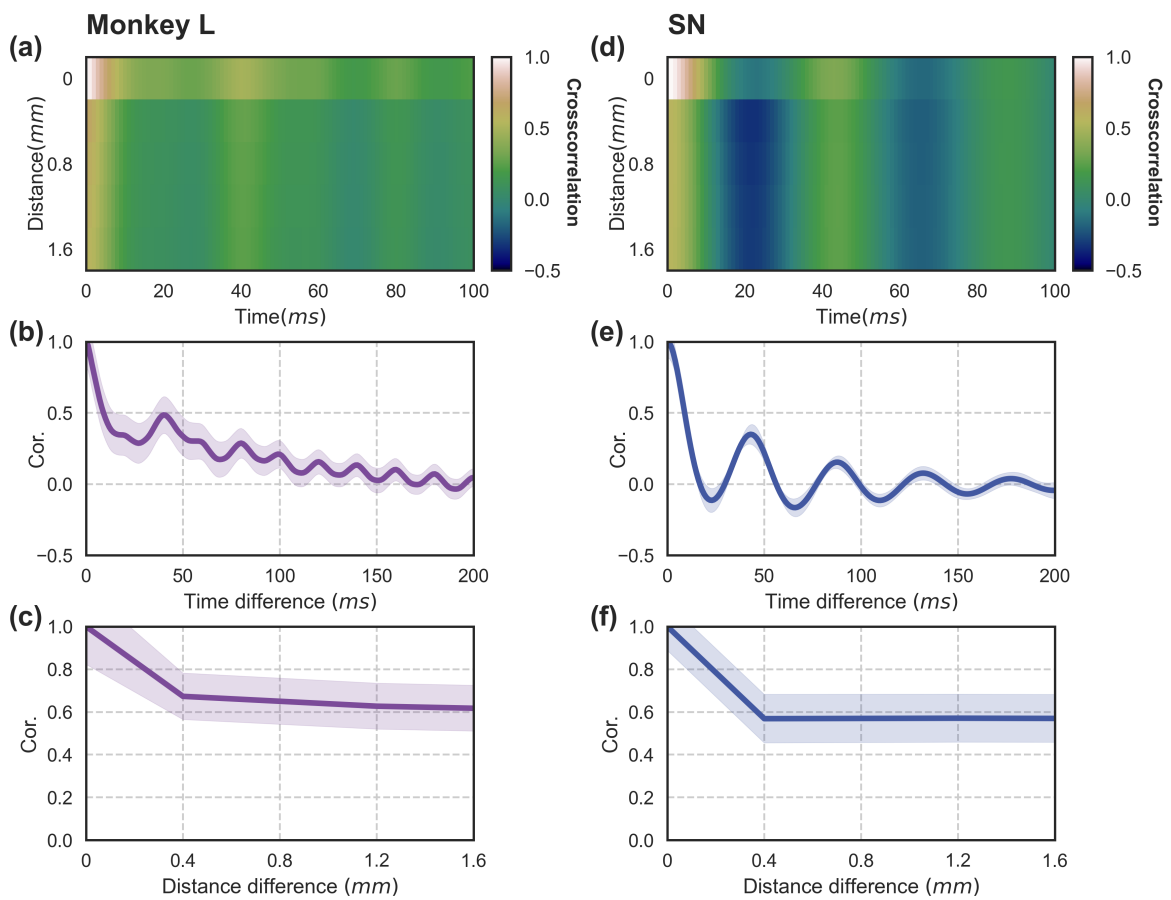 Monkey L
SN
(a)
0
0.8
1.6
Distance(mm)
0 20 40 60 80 100
Time(ms)
1.0
0.5
0.0
−0.5
Crosscorrelation
(d)
0
0.8
1.6
Distance(mm)
0 20 40 60 80 100
Time(ms)
1.0
0.5
0.0
−0.5
Crosscorrelation
(b)
1.0
0.5
0.0
−0.5
Cor.
0 50 100 150 200
Time difference (ms)
(e)
1.0
0.5
0.0
−0.5
Cor.
0 50 100 150 200
Time difference (ms)
(c)
1.0
0.8
0.6
0.4
0.2
0.0
Cor.
0 0.4 0.8 1.2 1.6
Distance difference (mm)
(f)
1.0
0.8
0.6
0.4
0.2
0.0
Cor.
0 0.4 0.8 1.2 1.6
Distance difference (mm)